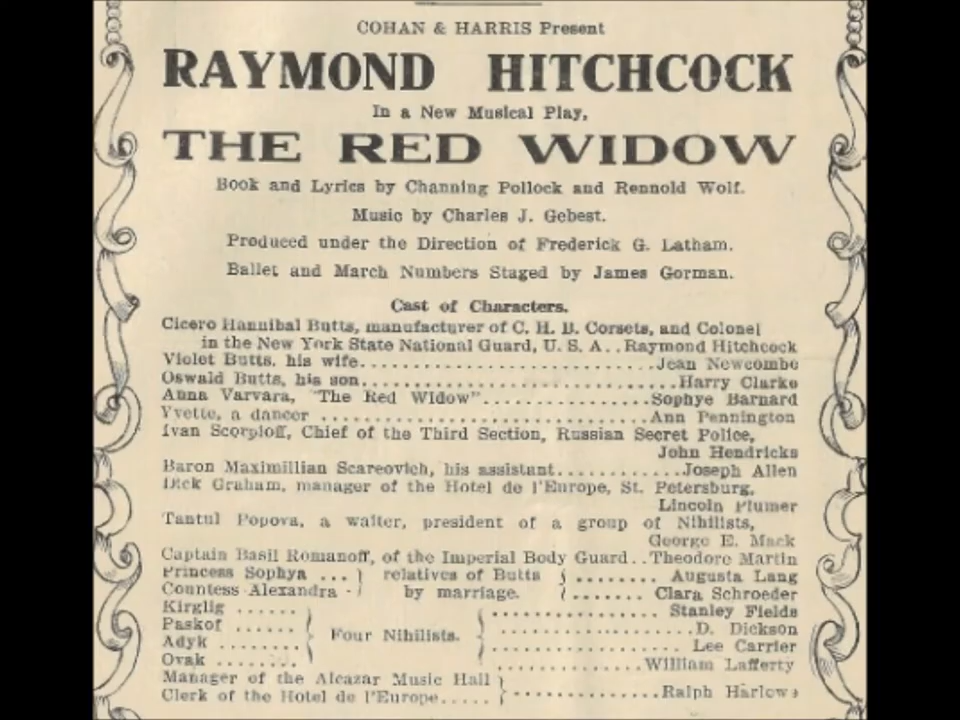 COHAN & HARRIS Present
RAYMOND HITCHCOCK
In a New Musical Play,
THE RED WIDOW
Book and Lyrics by Channing Pollock and Rennold Wolf.
Music by Charles J. Gebest.
Produced under the Direction of Frederick G. Latham.
Ballet and March Numbers Staged by James Gorman.
Cast of Characters.
Cicero Hannibal Butts, manufacturer of C. H. B. Corsets, and Colonel
in the New York State National Guard, U. S. A. . Raymond Hitchcock
Violet Butts, his wife..............................Jean Newcombe
Oswald Butts, his son..............................Harry Clarke
Anna Varvara, "The Red Widow"................Sophye Barnard
Yvette, a dancer ..............................Ann Pennington
Ivan Scorpioff, Chief of the Third Section, Russian Secret Police,
John Hendricks
Baron Maximillian Scareovich, his assistant............Joseph Allen
Dick Graham, manager of the Hotel de l'Europe, St. Petersburg,
Lincoln Plumer
Tantul Popova, a waiter, president of a group of Nihilists,
George E. Mack
Captain Basil Romanoff, of the Imperial Body Guard..Theodore Martin
Princess Sophya ... } relatives of Butts { ........ Augusta Lang
Countess Alexandra . } by marriage. { ....... Clara Schroeder
Kirglig ...... ................Stanley Fields
Paskof ...... ................D. Dickson
Four Nihilists.
Adyk ........ ................Lee Carrier
Ovak ........ ................William Lafferty
Manager of the Alcazar Music Hall }
Clerk of the Hotel de l'Europe..... } ..............Ralph Harlow